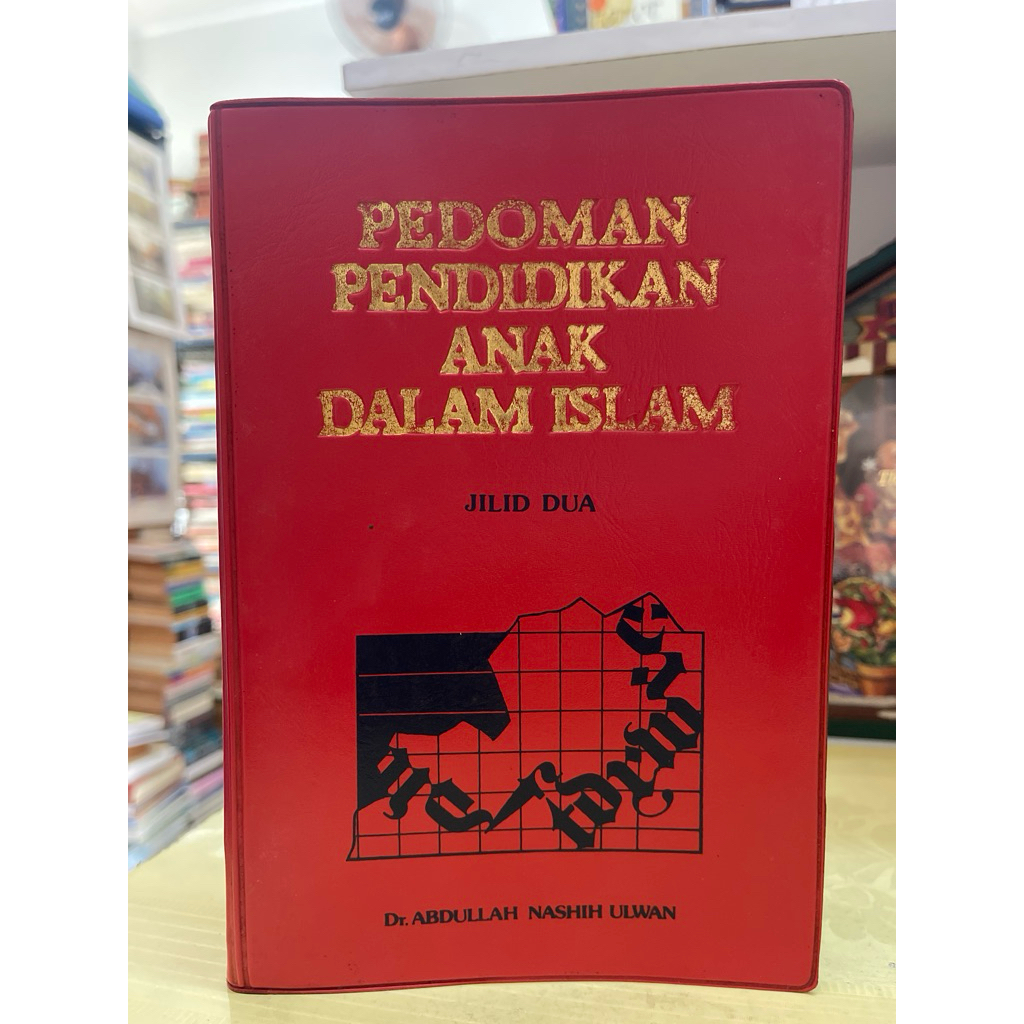 PEDOMAN
PENDIDIKAN
ANAK
DALAM ISLAM
JILID DUA
Dr. ABDULLAH NASHIH ULWAN